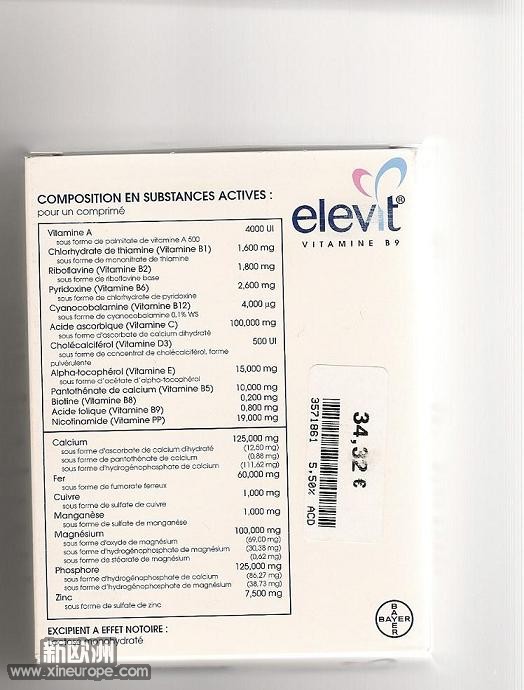 COMPOSITION EN SUBSTANCES ACTIVES :
pour un comprimé
elevit®
VITAMINE B9
Vitamine A 4000 UI
sous forme de palmitate de vitamine A 500
Chlorhydrate de thiamine (Vitamine B1) 1,600 mg
sous forme de mononitrate de thiamine
Riboflavine (Vitamine B2) 1,800 mg
sous forme de riboflavine base
Pyridoxine (Vitamine B6) 2,600 mg
sous forme de chlorhydrate de pyridoxine
Cyanocobalamine (Vitamine B12) 4,000 µg
sous forme de cyanocobalamine 0,1% WS
Acide ascorbique (Vitamine C) 100,000 mg
sous forme d'ascorbate de calcium dihydraté
Cholécalciférol (Vitamine D3) 500 UI
sous forme de concentrat de cholécalciférol, forme
pulvérulente
Alpha-tocophérol (Vitamine E) 15,000 mg
sous forme d'acétate d'alpha-tocophérol
Pantothénate de calcium (Vitamine B5) 10,000 mg
Biotine (Vitamine B8) 0,200 mg
Acide folique (Vitamine B9) 0,800 mg
Nicotinamide (Vitamine PP) 19,000 mg
Calcium 125,000 mg
sous forme d'ascorbate de calcium dihydraté (12,50 mg)
sous forme de pantothénate de calcium (0,88 mg)
sous forme d'hydrogénophosphate de calcium (111,62 mg)
Fer 60,000 mg
sous forme de fumarate ferreux
Cuivre 1,000 mg
sous forme de sulfate de cuivre
Manganèse 1,000 mg
sous forme de sulfate de manganèse
Magnésium 100,000 mg
sous forme d'oxyde de magnésium (69,00 mg)
sous forme d'hydrogénophosphate de magnésium (30,38 mg)
sous forme de stéarate de magnésium (0,62 mg)
Phosphore 125,000 mg
sous forme d'hydrogénophosphate de calcium (86,27 mg)
sous forme d'hydrogénophosphate de magnésium (38,73 mg)
Zinc 7,500 mg
sous forme de sulfate de zinc
EXCIPIENT A EFFET NOTOIRE :
monohydraté
34,32 €
3571861 5,50% ACD
BAYER
BAYER
新欧洲
www.xineurope.com